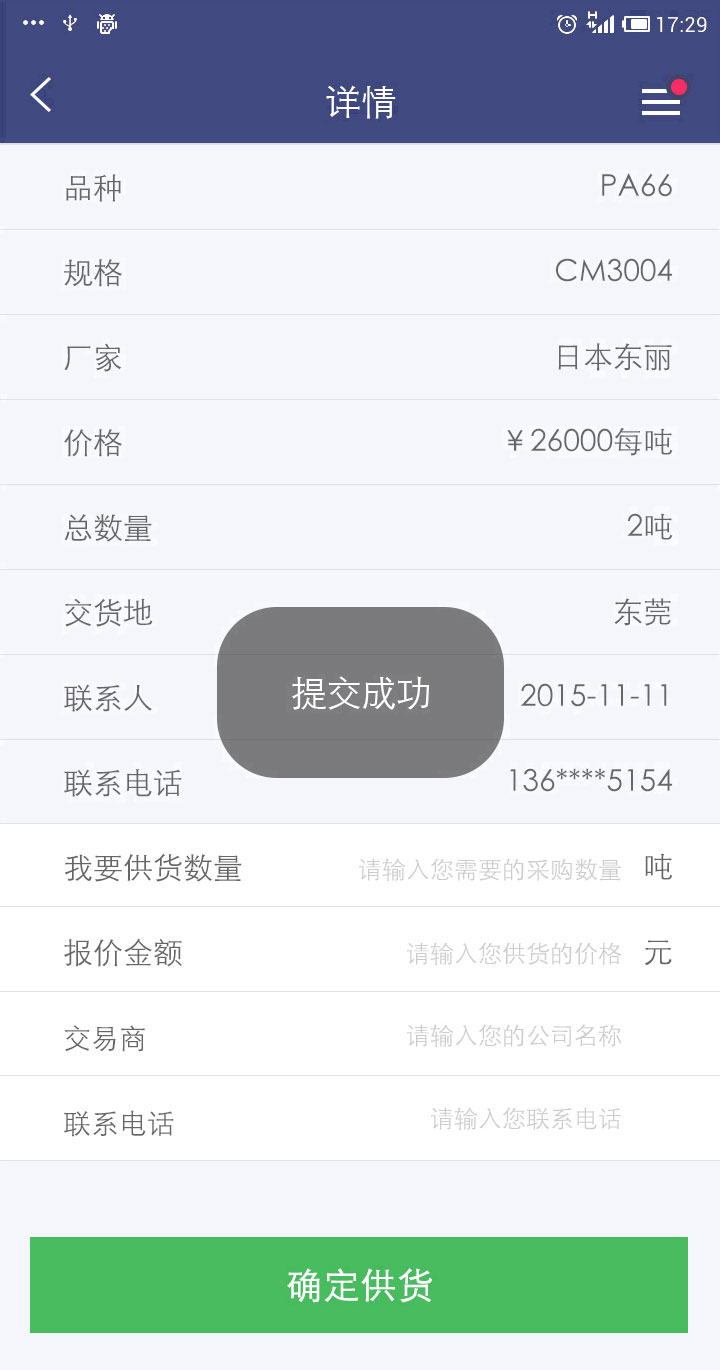 17:29
详情
品种 PA66
规格 CM3004
厂家 日本东丽
价格 ￥26000每吨
总数量 2吨
交货地 东莞
联系人 2015-11-11
提交成功
联系电话 136****5154
我要供货数量 请输入您需要的采购数量 吨
报价金额 请输入您供货的价格 元
交易商 请输入您的公司名称
联系电话 请输入您联系电话
确定供货